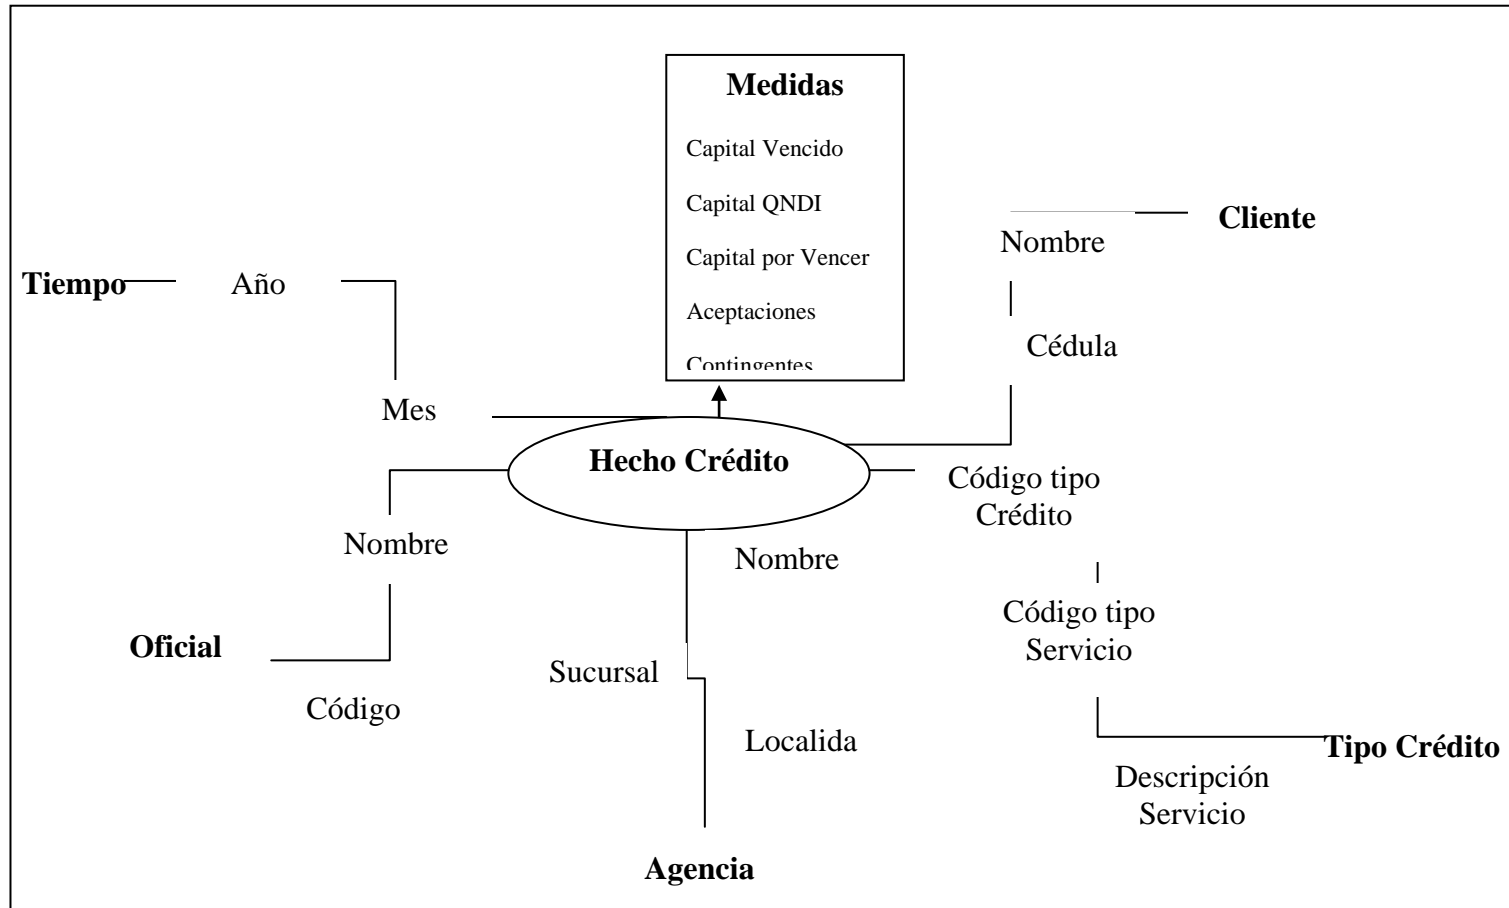 Medidas
Capital Vencido
Capital QNDI
Capital por Vencer
Aceptaciones
Contingentes
Cliente
Nombre
Cédula
Tiempo
Año
Mes
Hecho Crédito
Código tipo
Crédito
Nombre
Nombre
Código tipo
Servicio
Oficial
Código
Sucursal
Localida
Tipo Crédito
Descripción
Servicio
Agencia